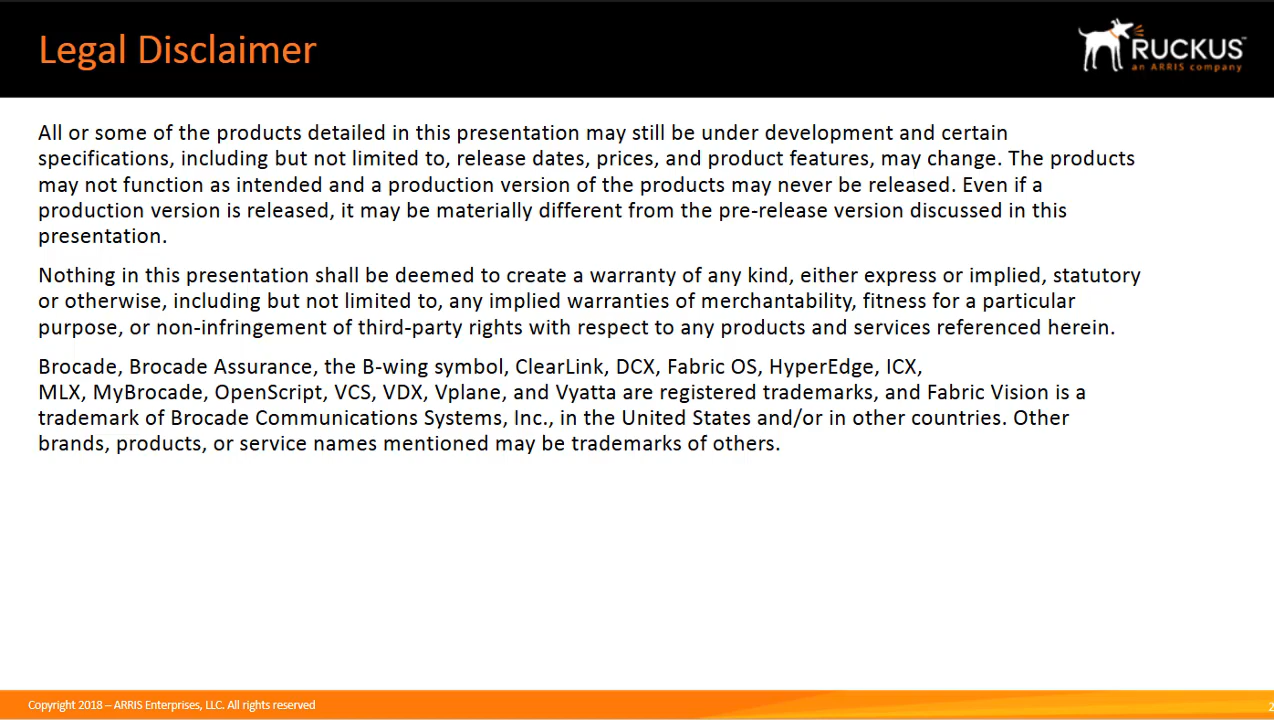 Legal Disclaimer
RUCKUS™
an ARRIS company
All or some of the products detailed in this presentation may still be under development and certain
specifications, including but not limited to, release dates, prices, and product features, may change. The products
may not function as intended and a production version of the products may never be released. Even if a
production version is released, it may be materially different from the pre-release version discussed in this
presentation.
Nothing in this presentation shall be deemed to create a warranty of any kind, either express or implied, statutory
or otherwise, including but not limited to, any implied warranties of merchantability, fitness for a particular
purpose, or non-infringement of third-party rights with respect to any products and services referenced herein.
Brocade, Brocade Assurance, the B-wing symbol, ClearLink, DCX, Fabric OS, HyperEdge, ICX,
MLX, MyBrocade, OpenScript, VCS, VDX, Vplane, and Vyatta are registered trademarks, and Fabric Vision is a
trademark of Brocade Communications Systems, Inc., in the United States and/or in other countries. Other
brands, products, or service names mentioned may be trademarks of others.
Copyright 2018 – ARRIS Enterprises, LLC. All rights reserved
2